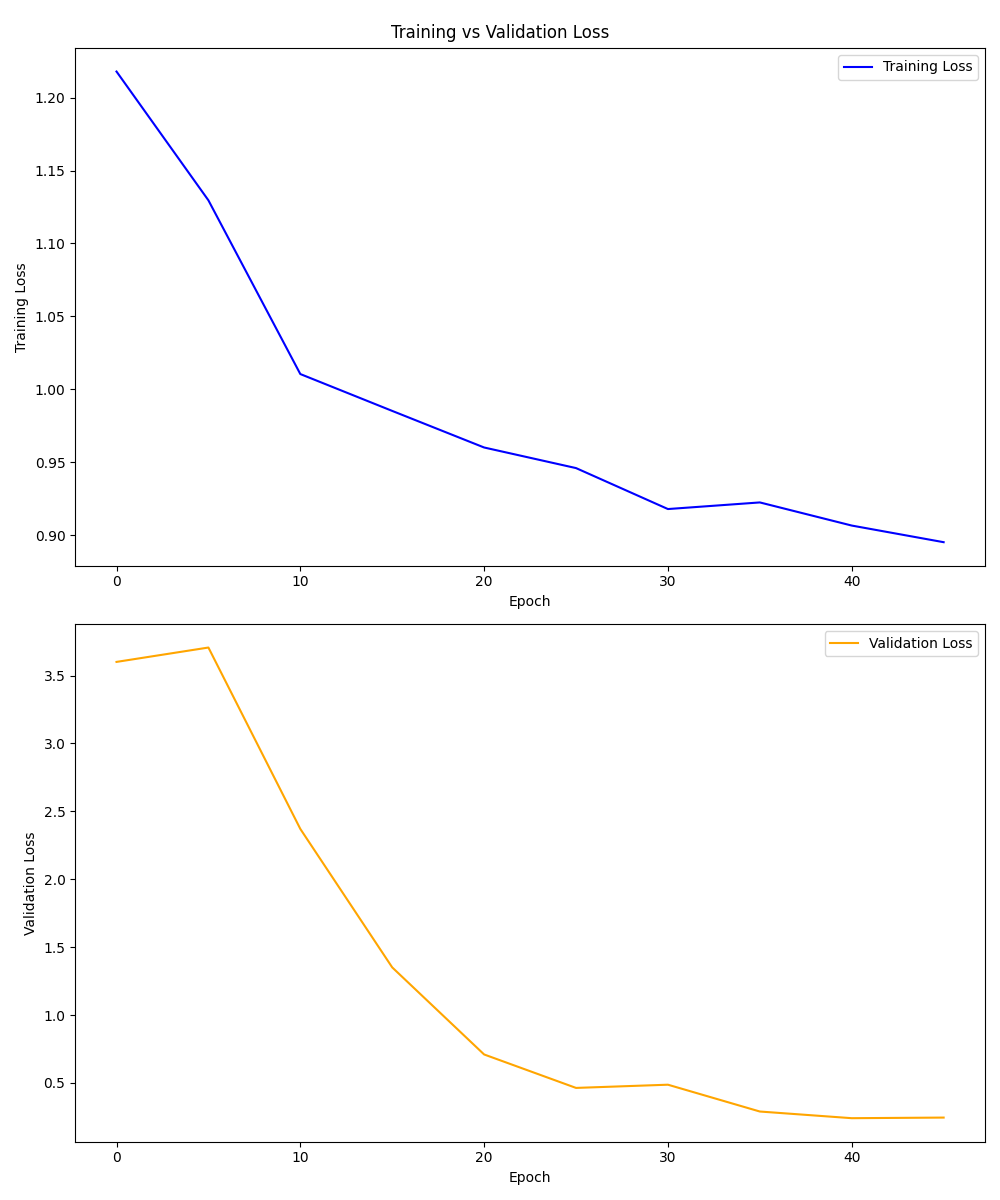 Training vs Validation Loss
Training Loss
1.20
1.15
1.10
1.05
1.00
0.95
0.90
Training Loss
0 10 20 30 40
Epoch
Validation Loss
3.5
3.0
2.5
2.0
1.5
1.0
0.5
Validation Loss
0 10 20 30 40
Epoch